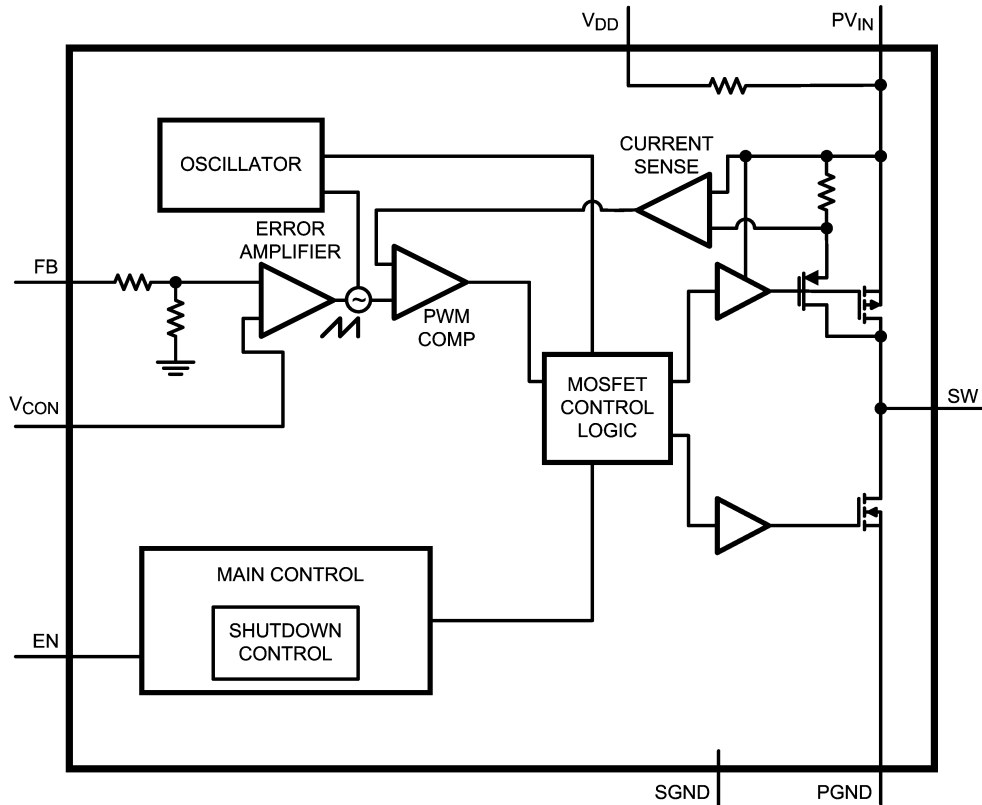 VDD
PVIN
OSCILLATOR
CURRENT
SENSE
ERROR
AMPLIFIER
FB
~
PWM
COMP
MOSFET
CONTROL
LOGIC
VCON
SW
MAIN CONTROL
SHUTDOWN
CONTROL
EN
SGND
PGND